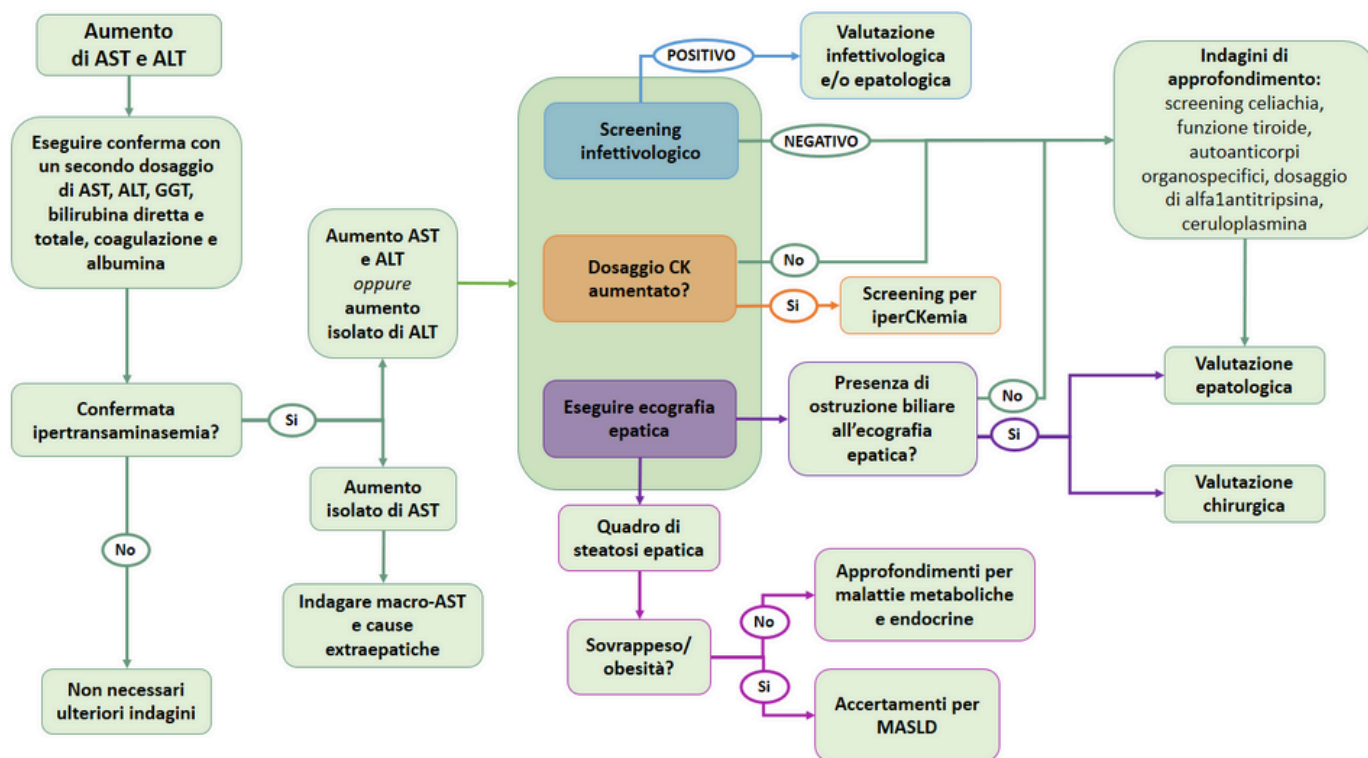 Aumento
di AST e ALT
Eseguire conferma con
un secondo dosaggio
di AST, ALT, GGT,
bilirubina diretta e
totale, coagulazione e
albumina
Confermata
ipertransaminasemia?
No
Non necessari
ulteriori indagini
Si
Aumento AST
e ALT
oppure
aumento
isolato di ALT
Aumento
isolato di AST
Indagare macro-AST
e cause
extraepatiche
Screening
infettivologico
POSITIVO
Valutazione
infettivologica
e/o epatologica
NEGATIVO
Dosaggio CK
aumentato?
No
Si
Screening per
iperCKemia
Eseguire ecografia
epatica
Presenza di
ostruzione biliare
all'ecografia
epatica?
No
Si
Quadro di
steatosi epatica
Sovrappeso/
obesità?
No
Approfondimenti per
malattie metaboliche
e endocrine
Si
Accertamenti per
MASLD
Indagini di
approfondimento:
screening celiachia,
funzione tiroide,
autoanticorpi
organospecifici, dosaggio
di alfa1antitripsina,
ceruloplasmina
Valutazione
epatologica
Valutazione
chirurgica